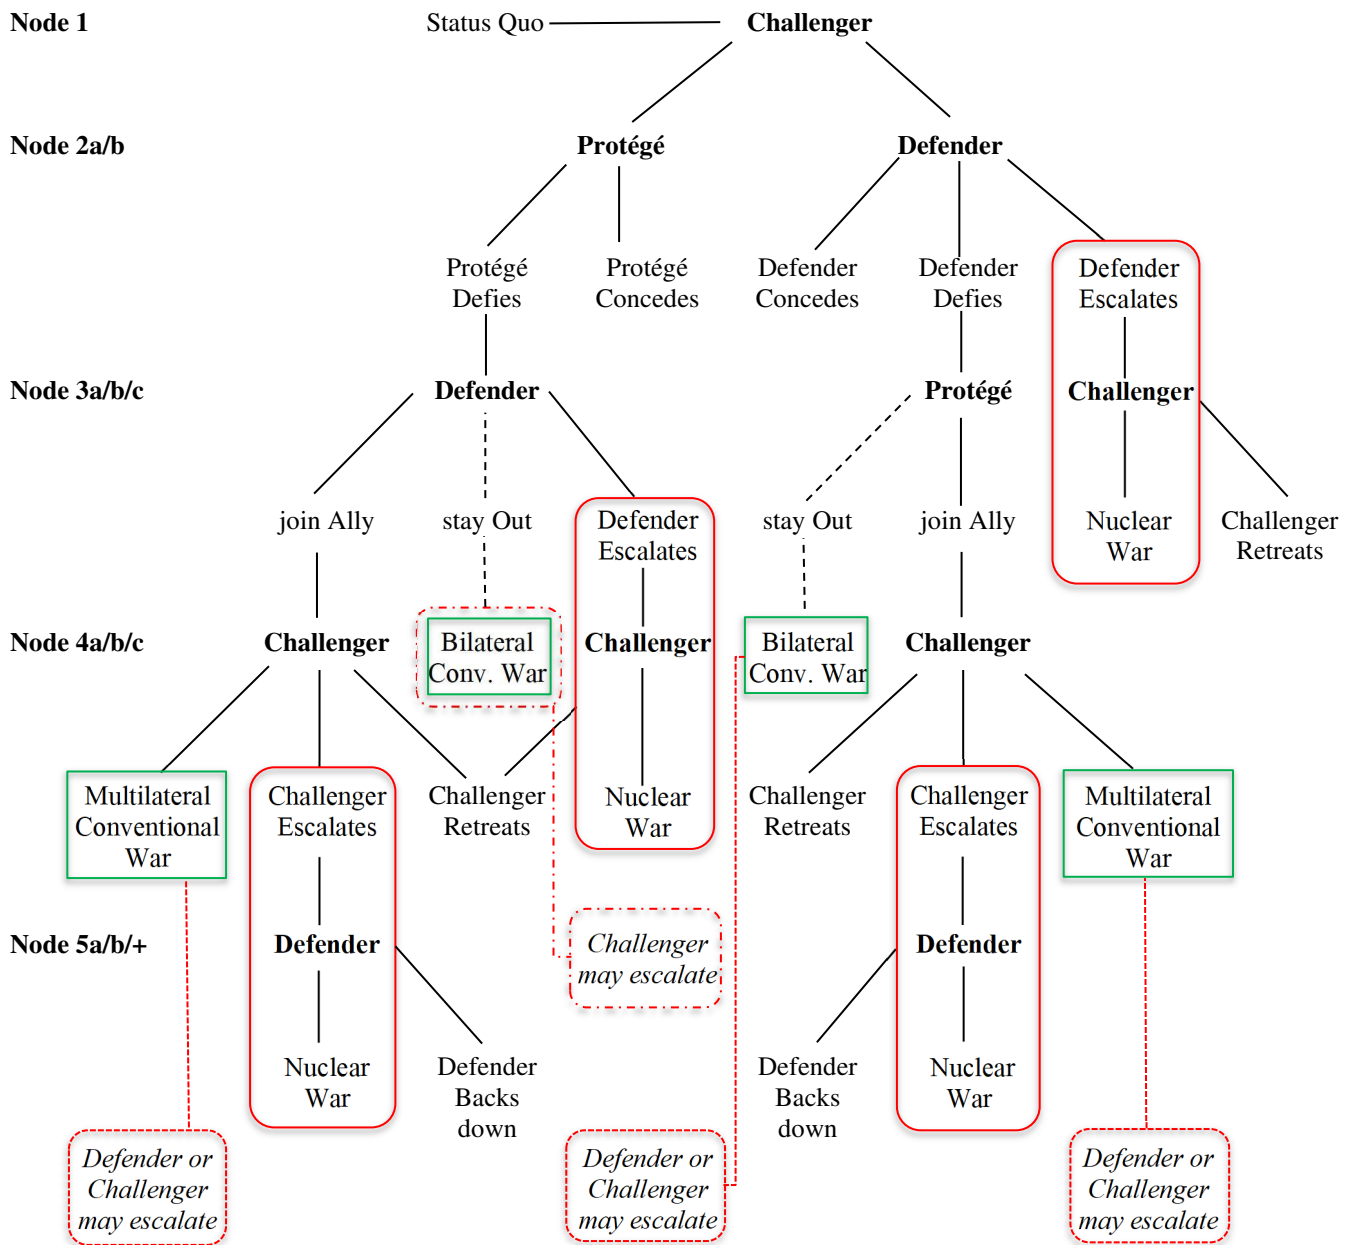 Node 1
Status Quo
Challenger
Node 2a/b
Protégé
Defender
Protégé
Defies
Protégé
Concedes
Defender
Concedes
Defender
Defies
Defender
Escalates
Node 3a/b/c
Defender
Protégé
Challenger
join Ally
stay Out
Defender
Escalates
stay Out
join Ally
Nuclear
War
Challenger
Retreats
Node 4a/b/c
Challenger
Bilateral
Conv. War
Challenger
Bilateral
Conv. War
Challenger
Multilateral
Conventional
War
Challenger
Escalates
Challenger
Retreats
Nuclear
War
Challenger
Retreats
Challenger
Escalates
Multilateral
Conventional
War
Node 5a/b/+
Defender
Challenger
may escalate
Defender
Nuclear
War
Defender
Backs
down
Defender
Backs
down
Nuclear
War
Defender or
Challenger
may escalate
Defender or
Challenger
may escalate
Defender or
Challenger
may escalate